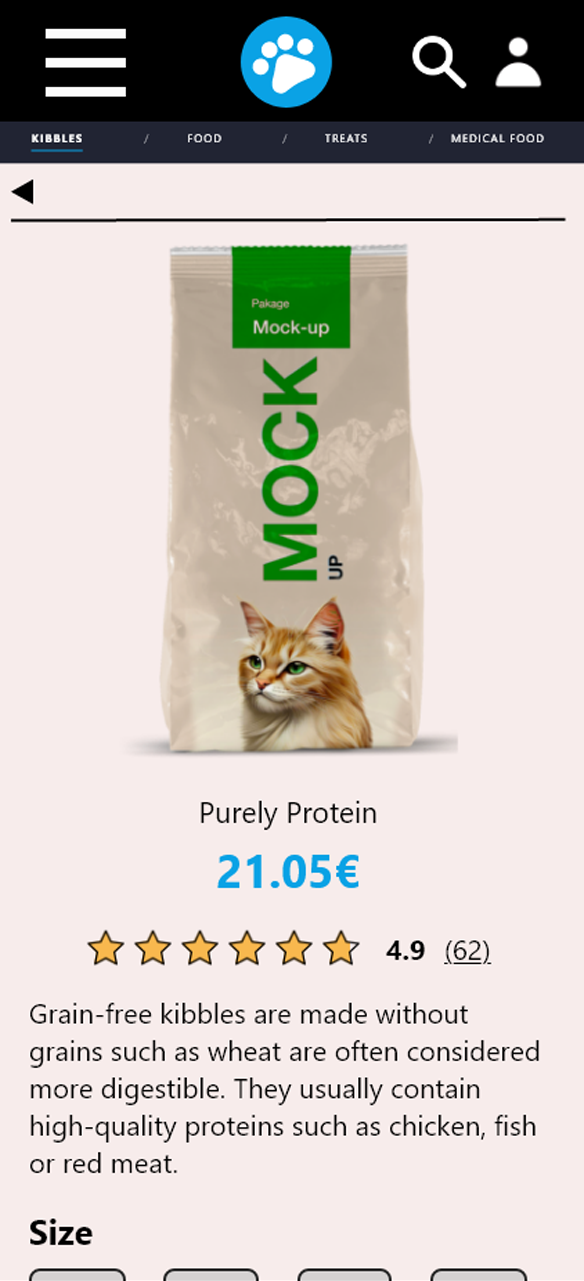 KIBBLES / FOOD / TREATS / MEDICAL FOOD
Pakage
Mock-up
MOCK
UP
Purely Protein
21.05€
4.9 (62)
Grain-free kibbles are made without
grains such as wheat are often considered
more digestible. They usually contain
high-quality proteins such as chicken, fish
or red meat.
Size